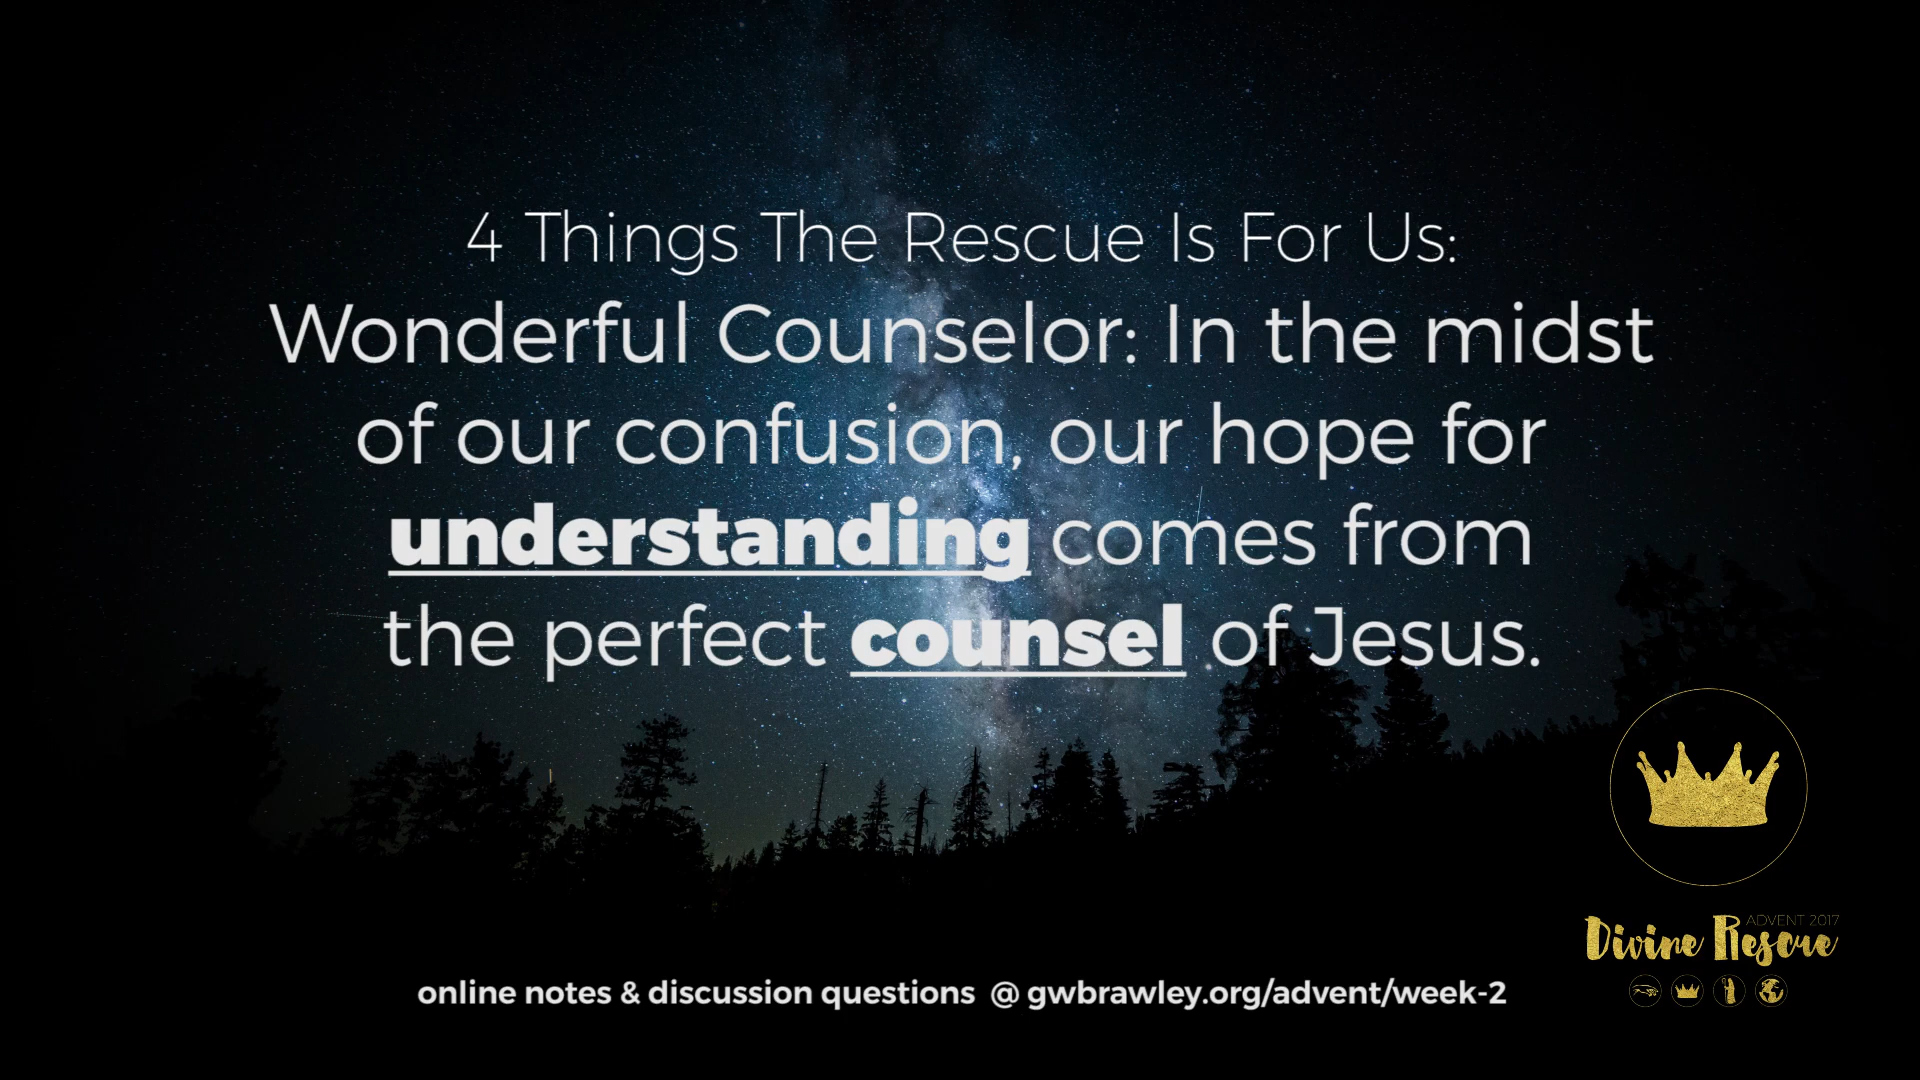 4 Things The Rescue Is For Us:
Wonderful Counselor: In the midst
of our confusion, our hope for
understanding comes from
the perfect counsel of Jesus.
ADVENT 2017
Divine Rescue
online notes & discussion questions @ gwbrawley.org/advent/week-2